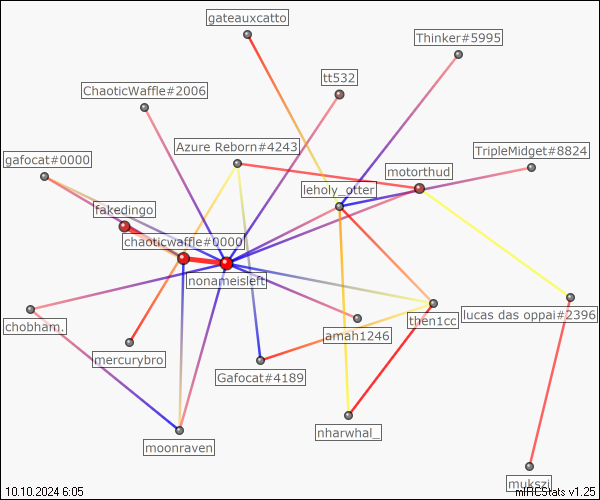 gateauxcatto
Thinker#5995
tt532
ChaoticWaffle#2006
Azure Reborn#4243
TripleMidget#8824
gafocat#0000
motorthud
leholy_otter
fakedingo
chaoticwaffle#0000
nonameisleft
lucas das oppai#2396
then1cc
chobham.
amah1246
mercurybro
Gafocat#4189
nharwhal_
moonraven
mukszi
10.10.2024 6:05
mIRCStats v1.25